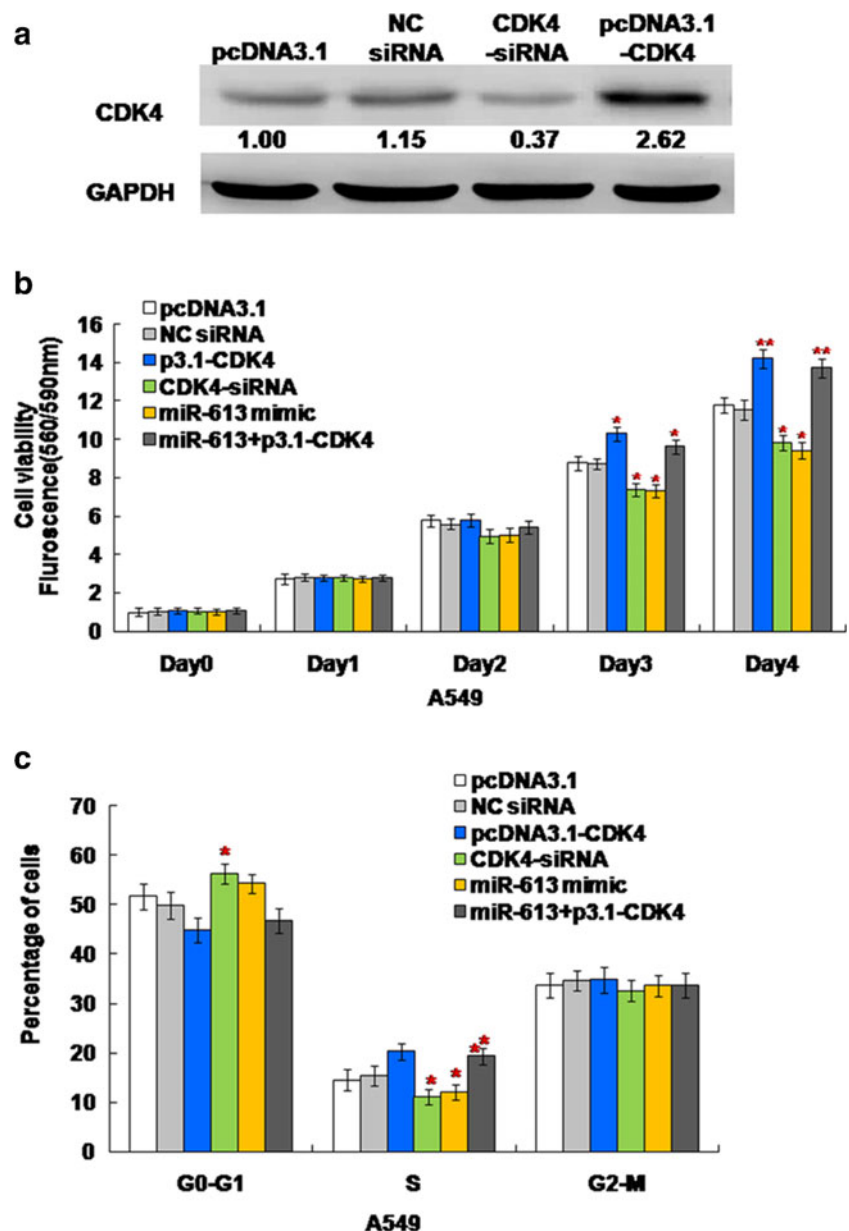 a
pcDNA3.1 NC siRNA CDK4 -siRNA pcDNA3.1 -CDK4
CDK4
1.00 1.15 0.37 2.62
GAPDH
b
pcDNA3.1
NC siRNA
p3.1-CDK4
CDK4-siRNA
miR-613 mimic
miR-613+p3.1-CDK4
Cell viability
Fluroscence(560/590nm)
16
14
12
10
8
6
4
2
0
* * * * ** * * **
Day0 Day1 Day2 Day3 Day4
A549
c
pcDNA3.1
NC siRNA
pcDNA3.1-CDK4
CDK4-siRNA
miR-613 mimic
miR-613+p3.1-CDK4
Percentage of cells
70
60
50
40
30
20
10
0
* * * **
G0-G1 S G2-M
A549